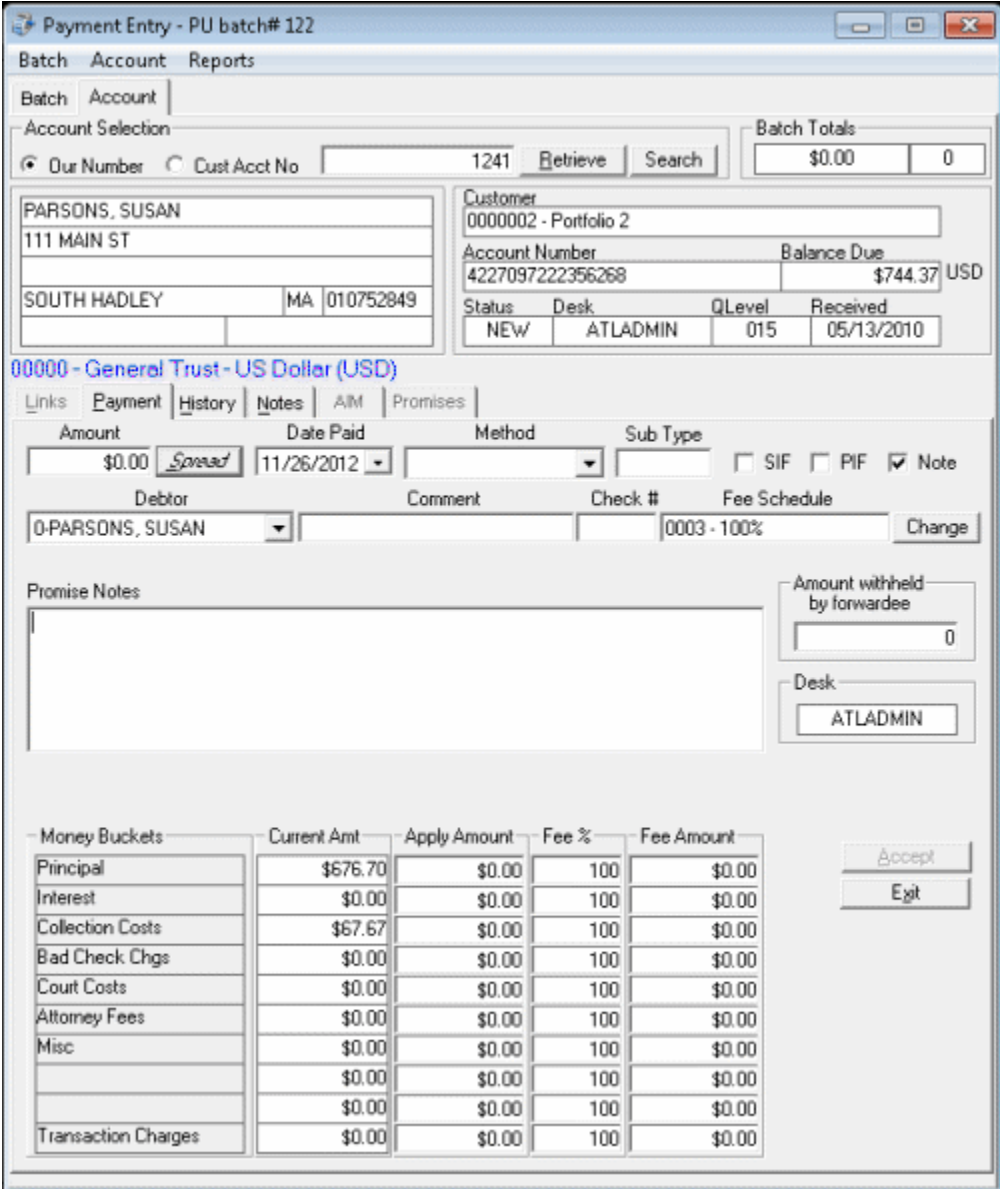 Payment Entry - PU batch# 122
Batch Account Reports
Batch Account
Account Selection
Batch Totals
Our Number Cust Acct No 1241 Retrieve Search $0.00 0
PARSONS, SUSAN
111 MAIN ST
SOUTH HADLEY MA 010752849
Customer
0000002 - Portfolio 2
Account Number Balance Due
4227097222356268 $744.37 USD
Status Desk QLevel Received
NEW ATLADMIN 015 05/13/2010
00000 - General Trust - US Dollar (USD)
Links Payment History Notes AIM Promises
Amount Date Paid Method Sub Type
$0.00 Spread 11/26/2012 SIF PIF Note
Debtor Comment Check # Fee Schedule
0-PARSONS, SUSAN 0003 - 100% Change
Promise Notes
Amount withheld
by forwardee
0
Desk
ATLADMIN
Money Buckets Current Amt Apply Amount Fee % Fee Amount
Principal $676.70 $0.00 100 $0.00
Interest $0.00 $0.00 100 $0.00
Collection Costs $67.67 $0.00 100 $0.00
Bad Check Chgs $0.00 $0.00 100 $0.00
Court Costs $0.00 $0.00 100 $0.00
Attorney Fees $0.00 $0.00 100 $0.00
Misc $0.00 $0.00 100 $0.00
$0.00 $0.00 100 $0.00
$0.00 $0.00 100 $0.00
Transaction Charges $0.00 $0.00 100 $0.00
Accept
Exit